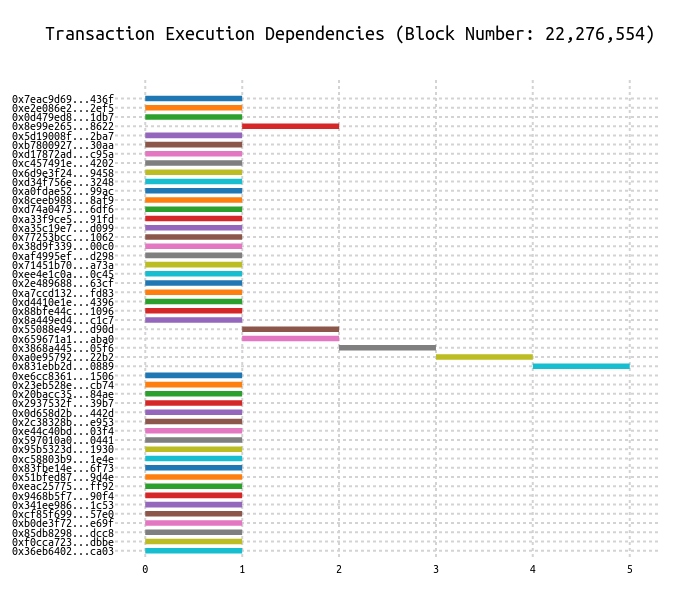 Transaction Execution Dependencies (Block Number: 22,276,554)
0x7eac9d69...436f
0xe2e086e2...2ef5
0x0d479ed8...1db7
0x8e99e265...8622
0x5d19008f...2ba7
0xb7800927...30aa
0xd17872ad...c95a
0xc457491e...4202
0x6d9e3f24...9458
0xd34f756e...3248
0xa0fdae52...99ac
0x8ceeb988...8af9
0xd74a0473...6df6
0xa33f9ce5...91fd
0xa35c19e7...d099
0x77253bcc...1062
0x38d9f339...00c0
0xaf4995ef...d298
0x71451b70...a73a
0xee4e1c0a...0c45
0x2e489688...63cf
0xa7ccd132...fd83
0xd4410e1e...4396
0x88bfe44c...1096
0x8a449ed4...c1c7
0x55088e49...d90d
0x659671a1...aba0
0x3868a445...05f6
0xa0e95792...22b2
0x831ebb2d...0889
0xe6cc8361...1506
0x23eb528e...cb74
0x20bacc35...84ae
0x2937532f...39b7
0x0d658d2b...442d
0x2c38328b...e953
0xe44c40bd...03f4
0x597010a0...0441
0x95b5323d...1930
0xc58803b9...1e4e
0x83fbe14e...6f73
0x51bfed87...9d4e
0xeac25775...ff92
0x9468b5f7...90f4
0x341ee986...1c53
0xcf85f699...57e0
0xb0de3f72...e69f
0x85db8298...dcc8
0xf0cca723...dbbe
0x36eb6402...ca03
0 1 2 3 4 5